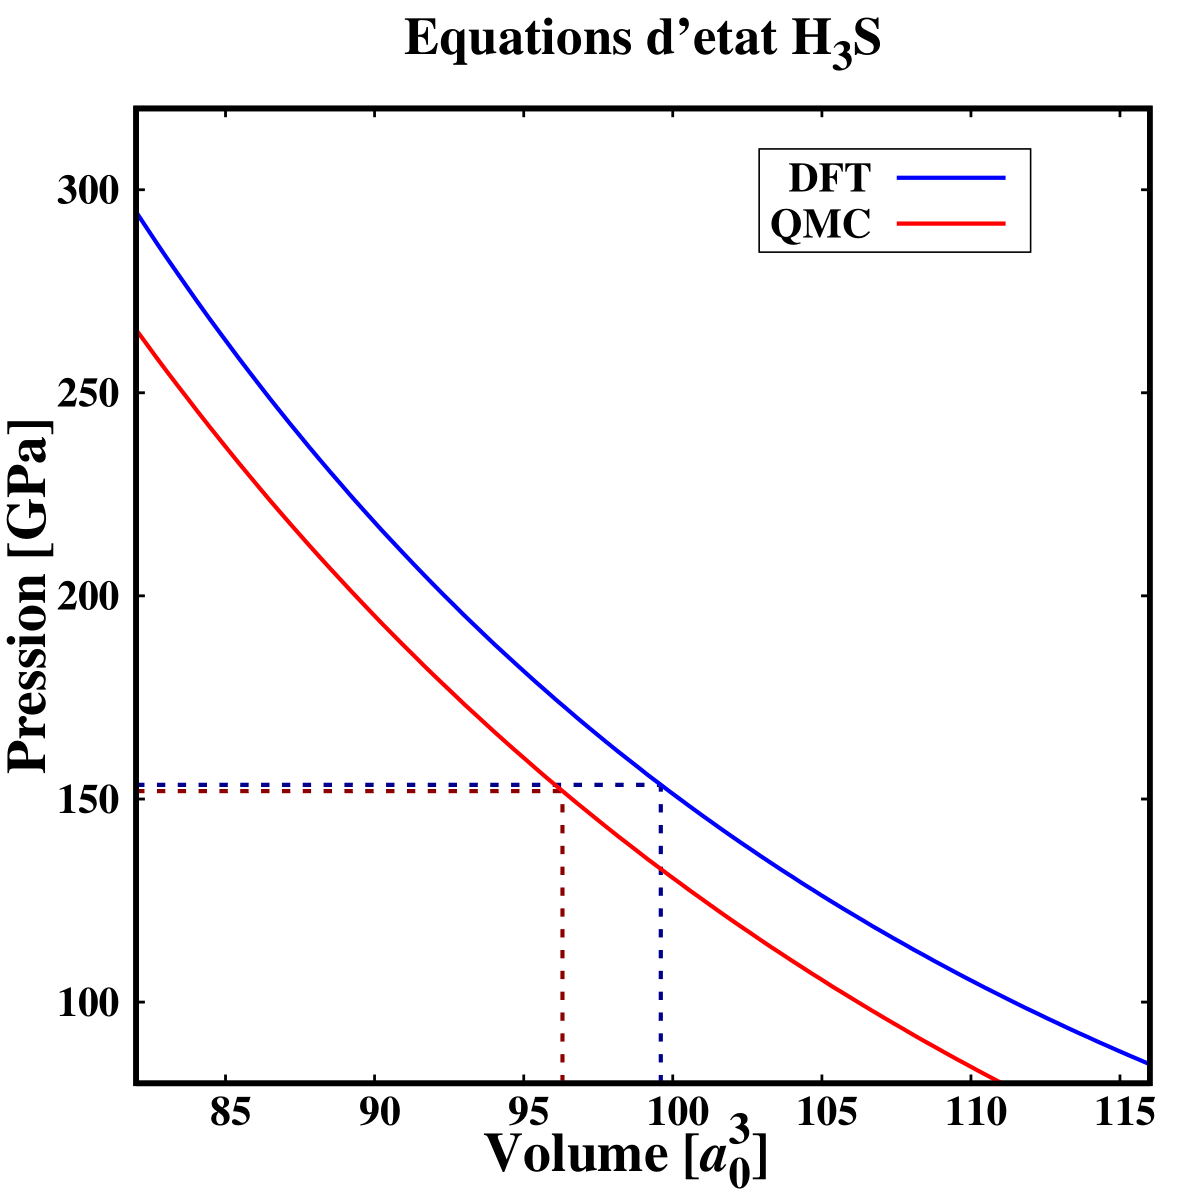 Equations d’etat H₃S
DFT
QMC
Pression [GPa]
300
250
200
150
100
85 90 95 100 105 110 115
Volume [a₀³]